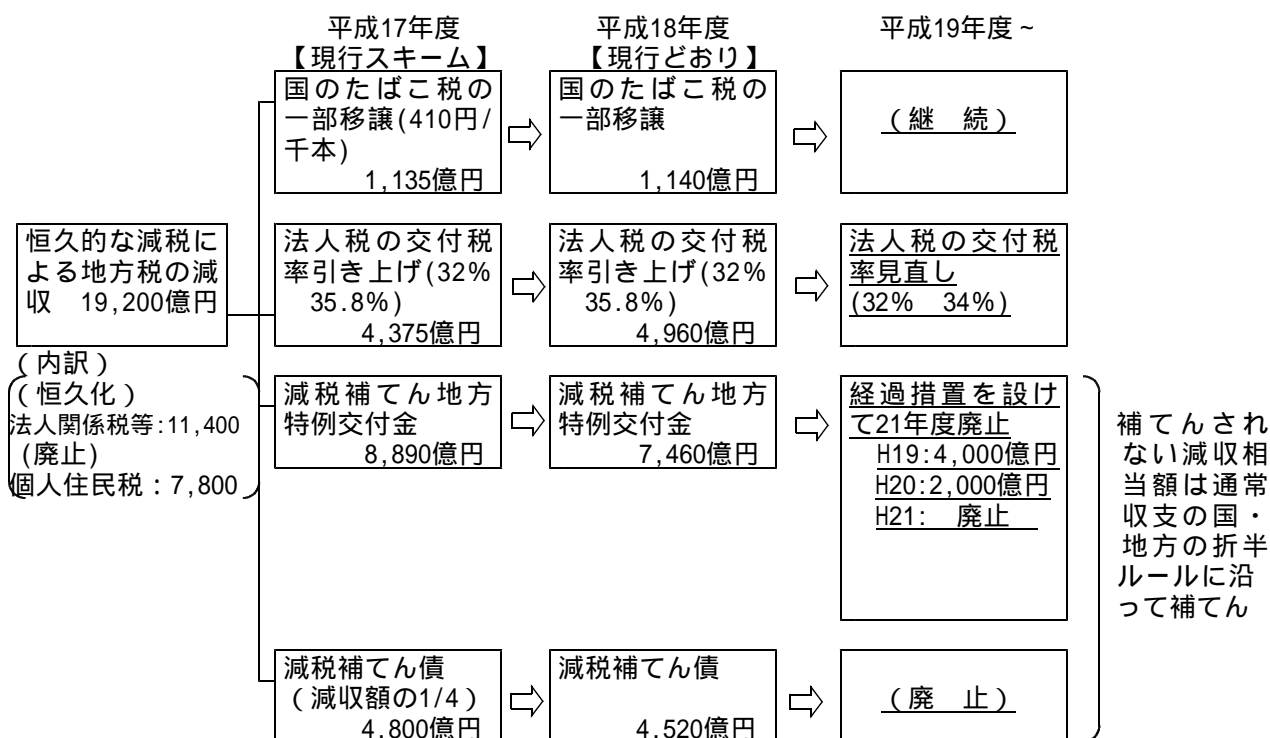 平成17年度
【現行スキーム】
平成18年度
【現行どおり】
平成19年度～
国のたばこ税の
一部移譲(410円/
千本)
1,135億円
国のたばこ税の
一部移譲
1,140億円
(継　続)
恒久的な減税に
よる地方税の減
収　19,200億円
(内訳)
(恒久化)
法人関係税等:11,400
(廃止)
個人住民税：7,800
法人税の交付税
率引き上げ(32%
35.8%)
4,375億円
法人税の交付税
率引き上げ(32%
35.8%)
4,960億円
法人税の交付税
率見直し
(32%　34%)
減税補てん地方
特例交付金
8,890億円
減税補てん地方
特例交付金
7,460億円
経過措置を設け
て21年度廃止
H19:4,000億円
H20:2,000億円
H21:　廃止
減税補てん債
(減収額の1/4)
4,800億円
減税補てん債
4,520億円
(廃　止)
補てんされ
ない減収相
当額は通常
収支の国・
地方の折半
ルールに沿
って補てん